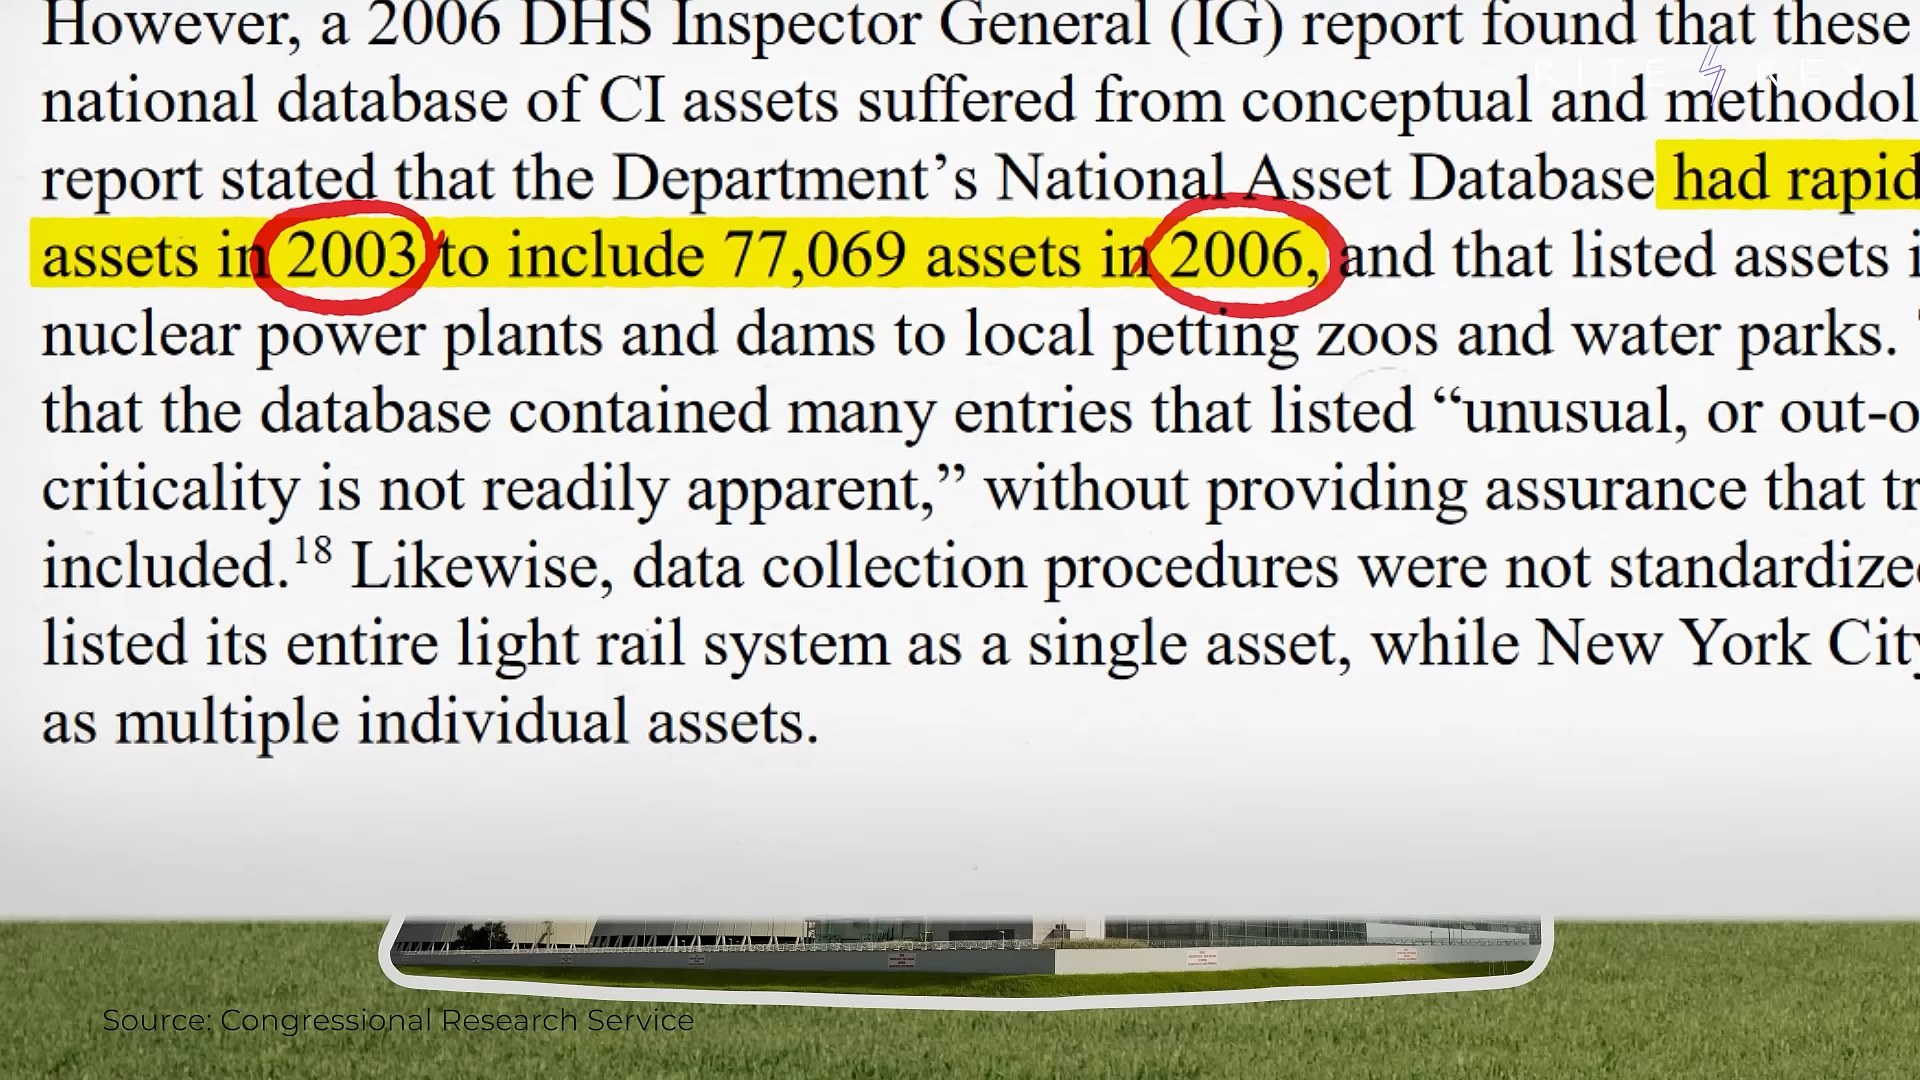 However, a 2006 DHS Inspector General (IG) report found that these
national database of CI assets suffered from conceptual and methodol
report stated that the Department’s National Asset Database had rapid
assets in 2003 to include 77,069 assets in 2006, and that listed assets i
nuclear power plants and dams to local petting zoos and water parks.
that the database contained many entries that listed “unusual, or out-o
criticality is not readily apparent,” without providing assurance that tr
included.18 Likewise, data collection procedures were not standardize
listed its entire light rail system as a single asset, while New York City
as multiple individual assets.
Source: Congressional Research Service